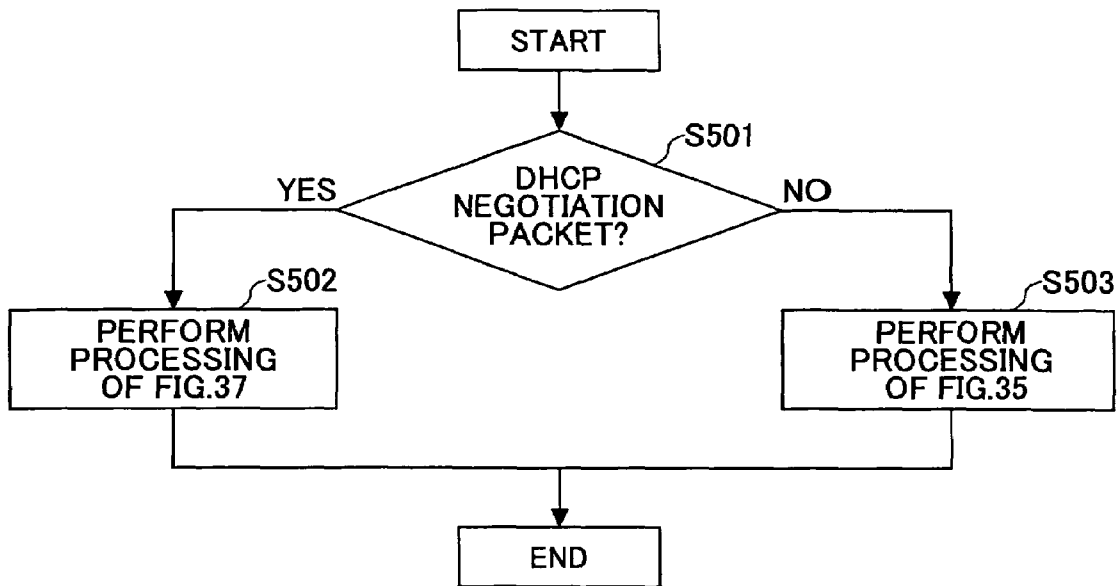 START
S501
DHCP
NEGOTIATION
PACKET?
YES
NO
S502
PERFORM
PROCESSING
OF FIG.37
S503
PERFORM
PROCESSING
OF FIG.35
END